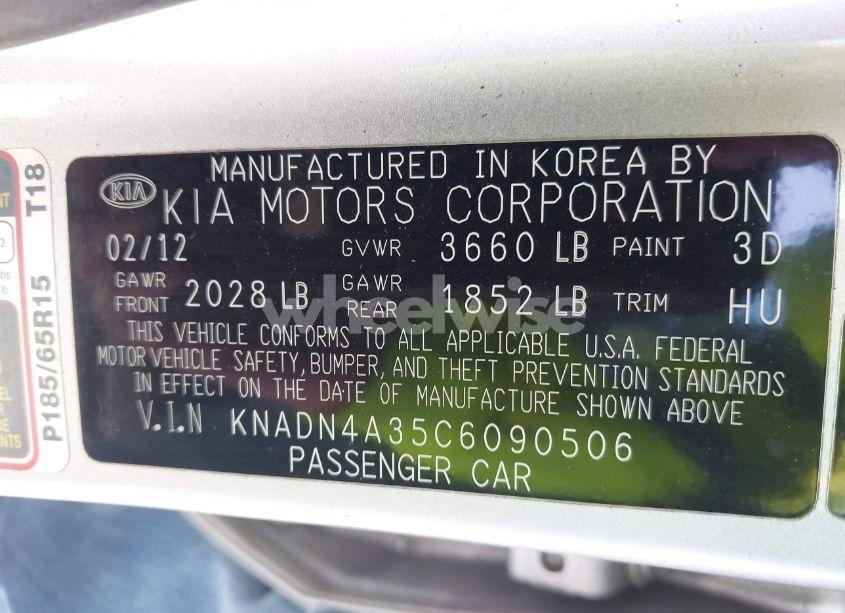 MANUFACTURED IN KOREA BY
KIA KIA MOTORS CORPORATION
02/12 GVWR 3660 LB PAINT 3D
GAWR FRONT 2028 LB GAWR REAR 1852 LB TRIM HU
THIS VEHICLE CONFORMS TO ALL APPLICABLE U.S.A. FEDERAL
MOTOR VEHICLE SAFETY, BUMPER, AND THEFT PREVENTION STANDARDS
IN EFFECT ON THE DATE OF MANUFACTURE SHOWN ABOVE
V.I.N KNADN4A35C6090506
PASSENGER CAR
P185/65R15 T18
wheelwise